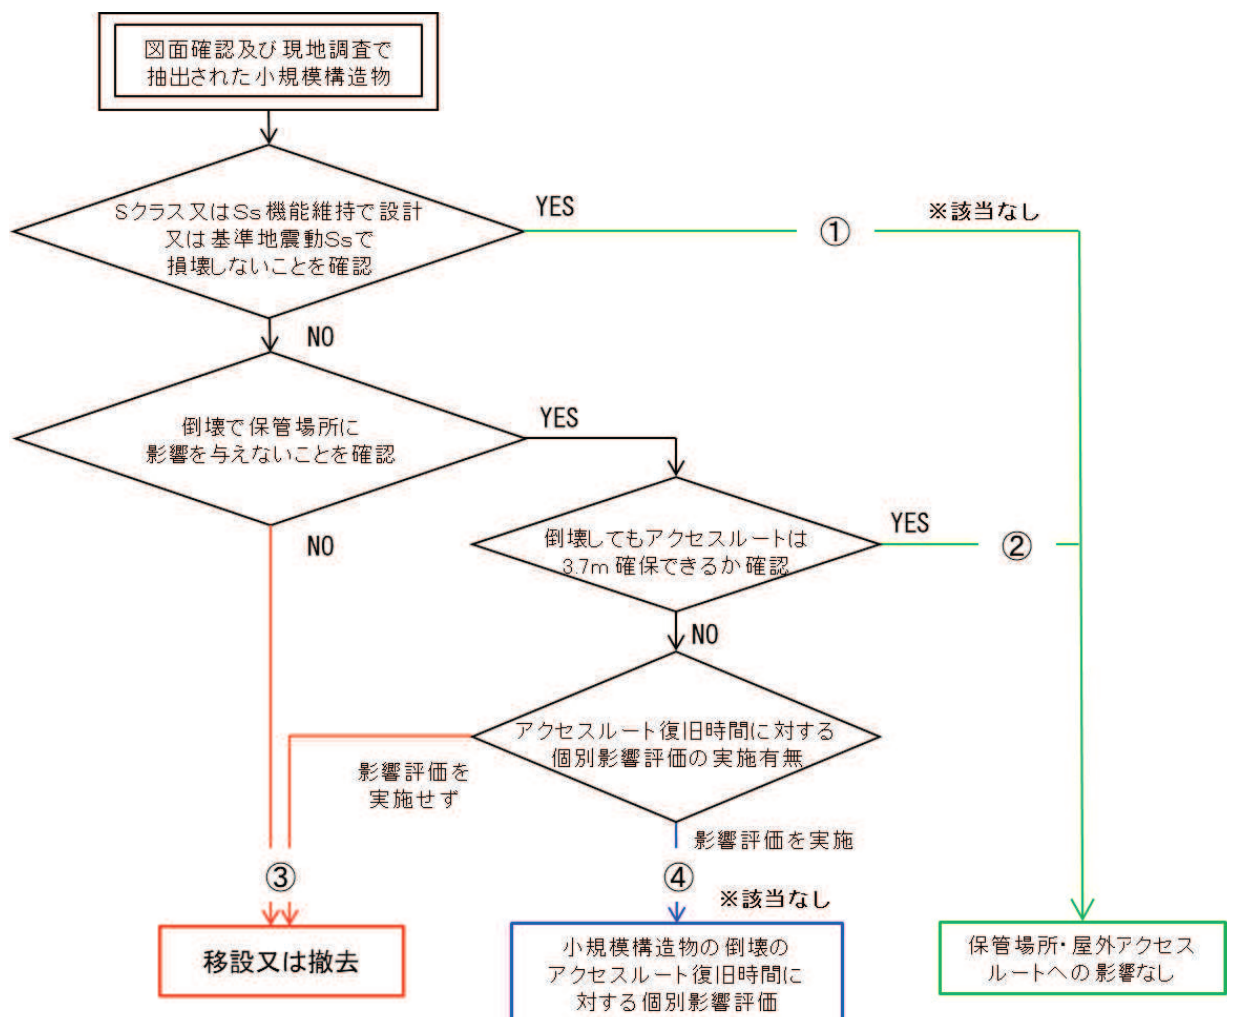 図面確認及び現地調査で
抽出された小規模構造物
Sクラス又はSs機能維持で設計
又は基準地震動Ssで
損壊しないことを確認
YES
①
※該当なし
NO
倒壊で保管場所に
影響を与えないことを確認
YES
NO
倒壊してもアクセスルートは
3.7m確保できるか確認
YES
②
NO
アクセスルート復旧時間に対する
個別影響評価の実施有無
影響評価を
実施せず
影響評価を実施
③
④
※該当なし
移設又は撤去
小規模構造物の倒壊の
アクセスルート復旧時間に
対する個別影響評価
保管場所・屋外アクセス
ルートへの影響なし